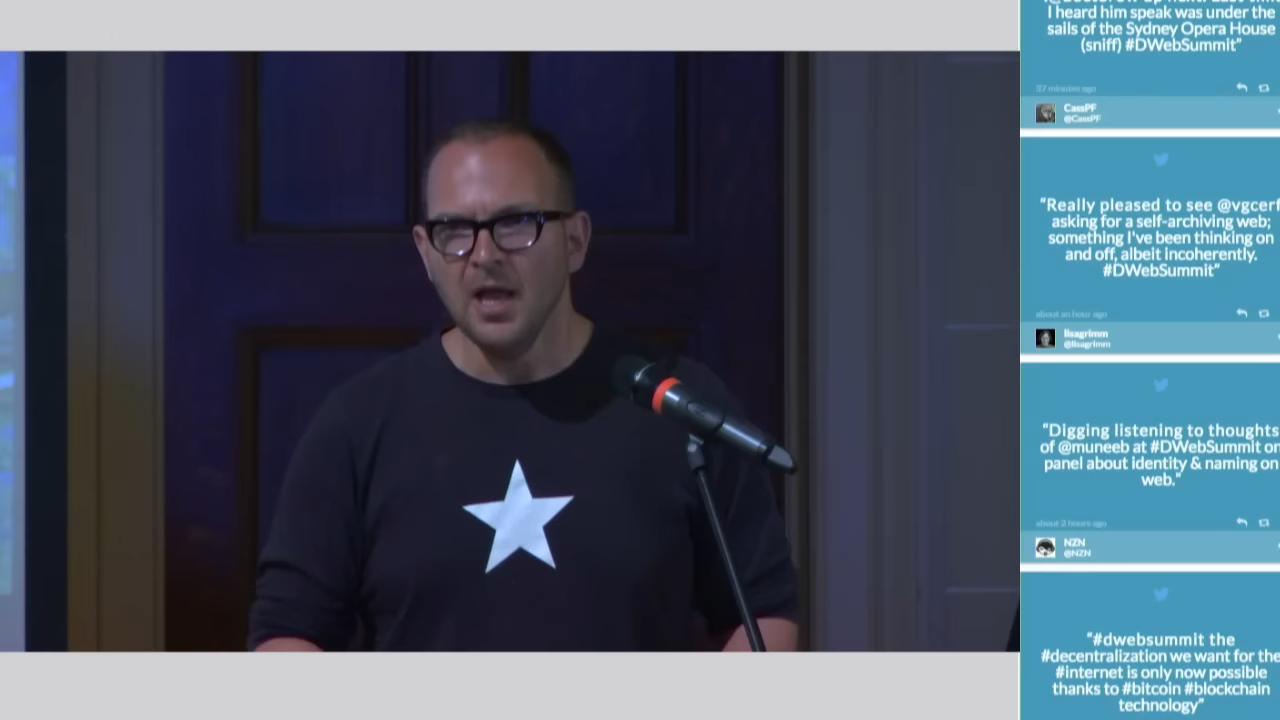 I heard him speak was under the
sails of the Sydney Opera House
(sniff) #DWebSummit”
37 minutes ago
CassPF
@CassPF
“Really pleased to see @vgcerf
asking for a self-archiving web;
something I've been thinking on
and off, albeit incoherently.
#DWebSummit”
about an hour ago
lisagrimm
@lisagrimm
“Digging listening to thoughts
of @muneeb at #DWebSummit on
panel about identity & naming on
web.”
about 2 hours ago
NZN
@NZN
“#dwebsummit the
#decentralization we want for the
#internet is only now possible
thanks to #bitcoin #blockchain
technology”